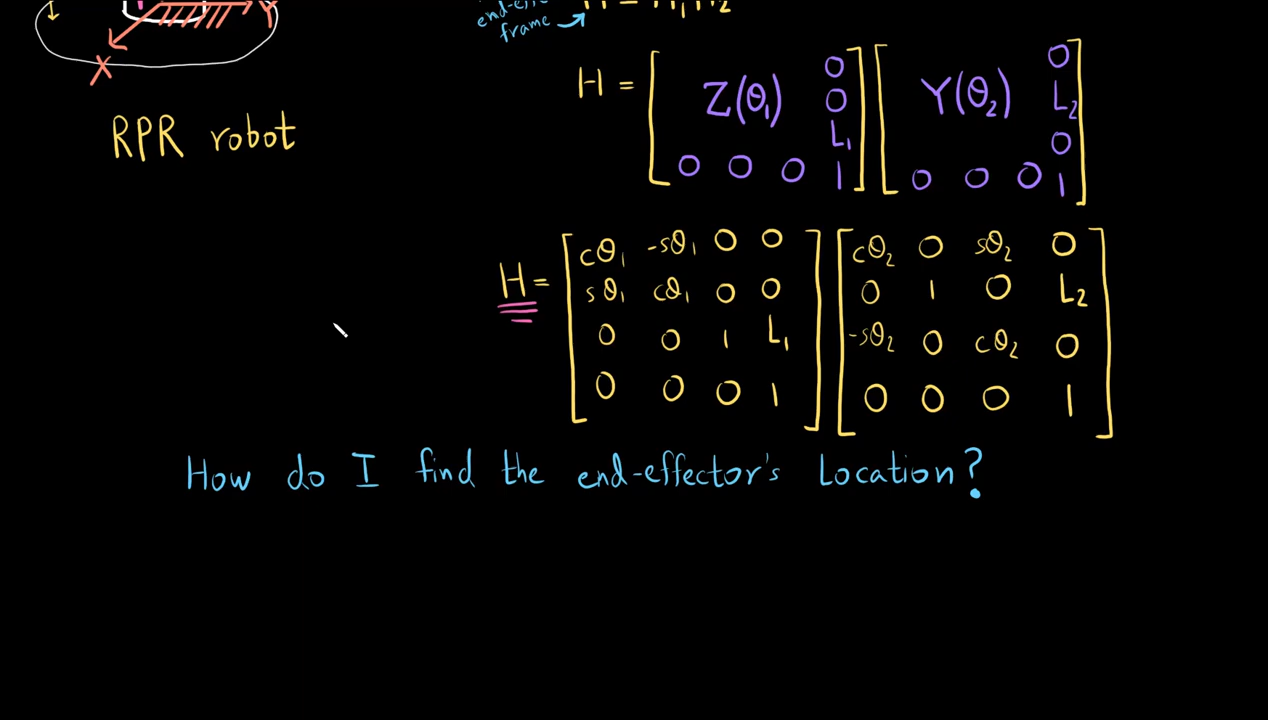 Y
end-effe
frame
H = H1H2
X
RPR robot
H = [ Z(θ1) 0 ] [ Y(θ2) 0 ]
0 L2
L1 0
0 0 0 1 0 0 0 1
H = [ cθ1 -sθ1 0 0 ] [ cθ2 0 sθ2 0 ]
sθ1 cθ1 0 0 0 1 0 L2
0 0 1 L1 -sθ2 0 cθ2 0
0 0 0 1 0 0 0 1
How do I find the end-effector's Location?